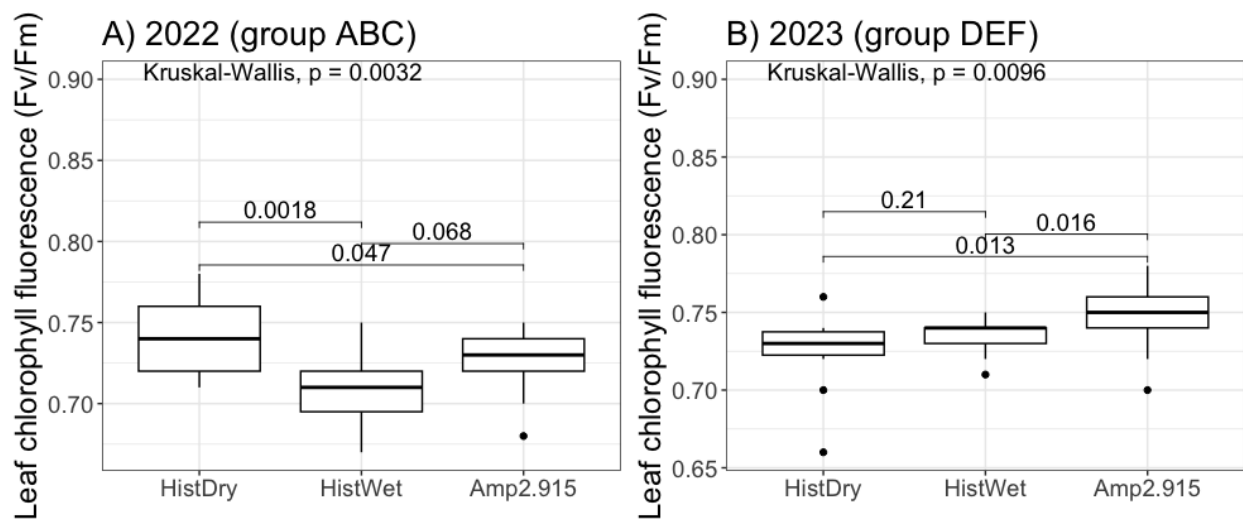 A) 2022 (group ABC)
Leaf chlorophyll fluorescence (Fv/Fm)
Kruskal-Wallis, p = 0.0032
0.90
0.85
0.80
0.75
0.70
0.0018
0.068
0.047
HistDry HistWet Amp2.915
B) 2023 (group DEF)
Leaf chlorophyll fluorescence (Fv/Fm)
Kruskal-Wallis, p = 0.0096
0.90
0.85
0.80
0.75
0.70
0.65
0.21
0.016
0.013
HistDry HistWet Amp2.915